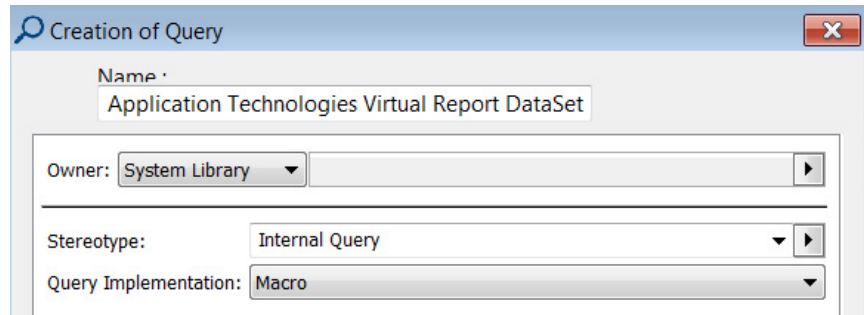 Creation of Query
Name :
Application Technologies Virtual Report DataSet
Owner: System Library
Stereotype: Internal Query
Query Implementation: Macro